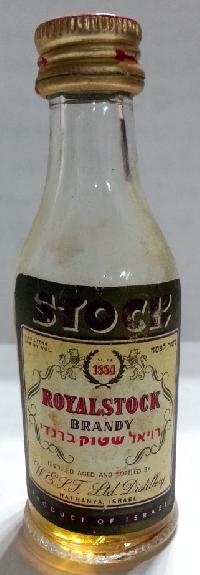 STOCK
1884
ROYALSTOCK
BRANDY
רויאל שטוק ברנדי
DISTILLED AGED AND BOTTLED BY
W.E.S.T. Ltd Distillery
NATHANYA, ISRAEL
PRODUCT OF ISRAEL